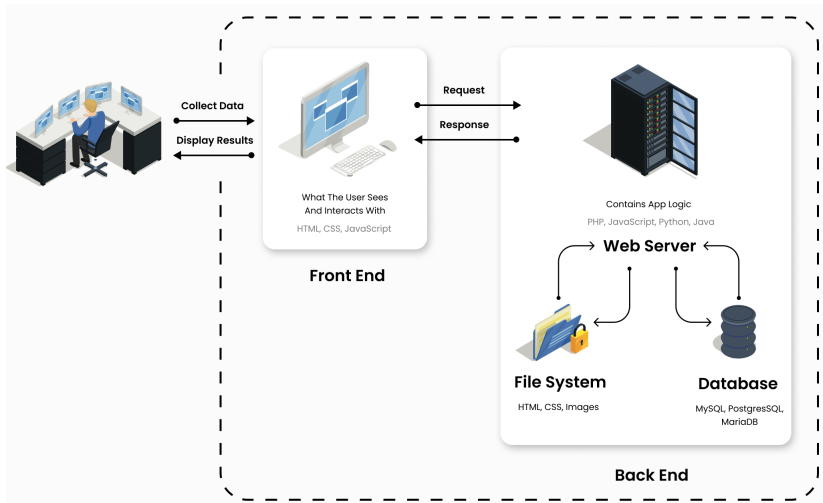 Collect Data
Display Results
What The User Sees
And Interacts With
HTML, CSS, JavaScript
Front End
Request
Response
Contains App Logic
PHP, JavaScript, Python, Java
Web Server
File System
HTML, CSS, Images
Database
MySQL, PostgresSQL,
MariaDB
Back End